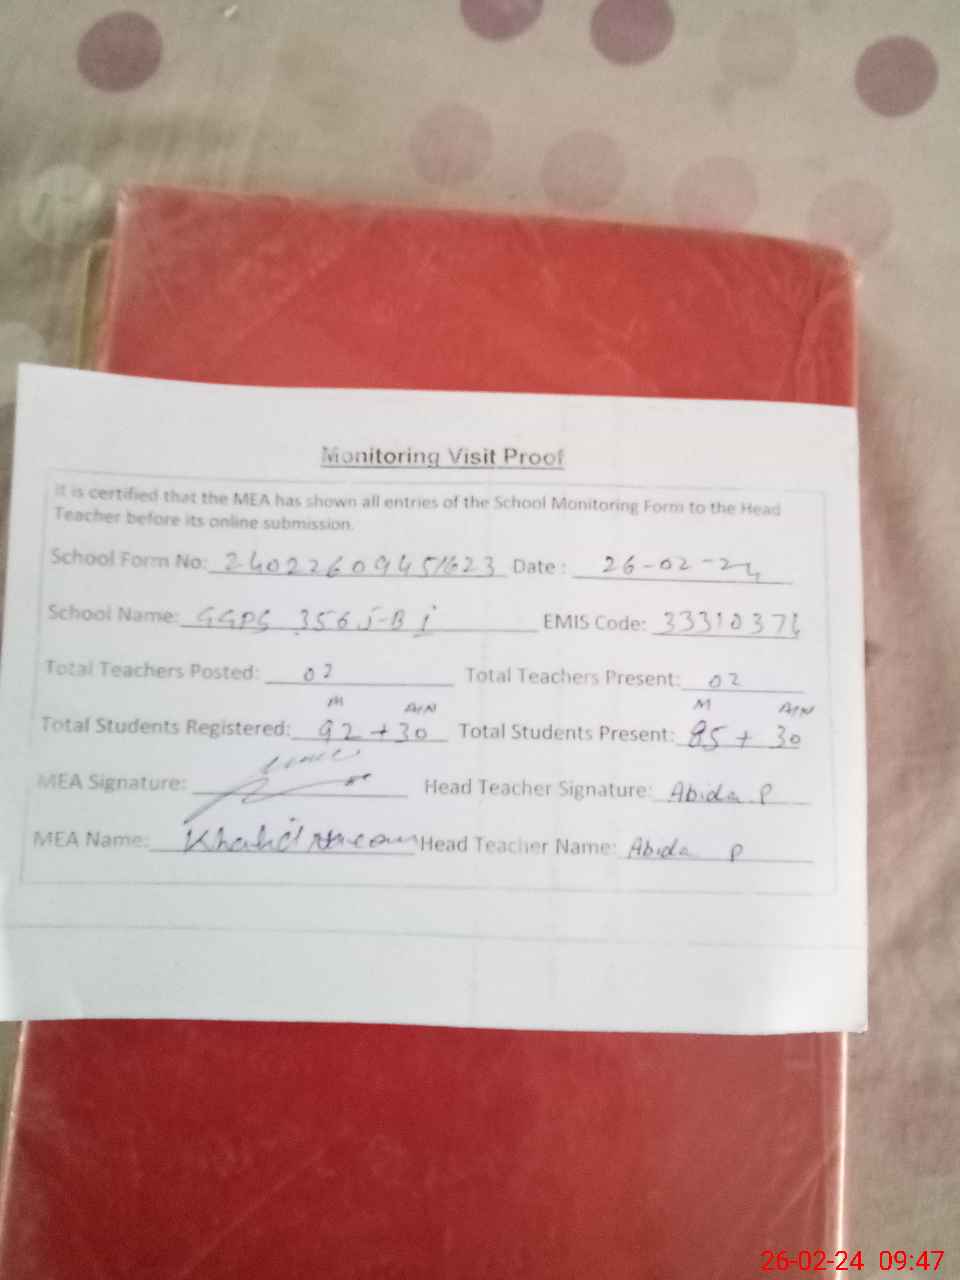 Monitoring Visit Proof
It is certified that the MEA has shown all entries of the School Monitoring Form to the Head
Teacher before its online submission.
School Form No: Date : 26-02-24
School Name: GGPS 356 J-B EMIS Code:
Total Teachers Posted: 02 Total Teachers Present: 02
M A/N M A/N
Total Students Registered: 92 + 30 Total Students Present: 85 + 30
MEA Signature: Head Teacher Signature: Abida P
MEA Name: Khalid Head Teacher Name: Abida P
26-02-24 09:47